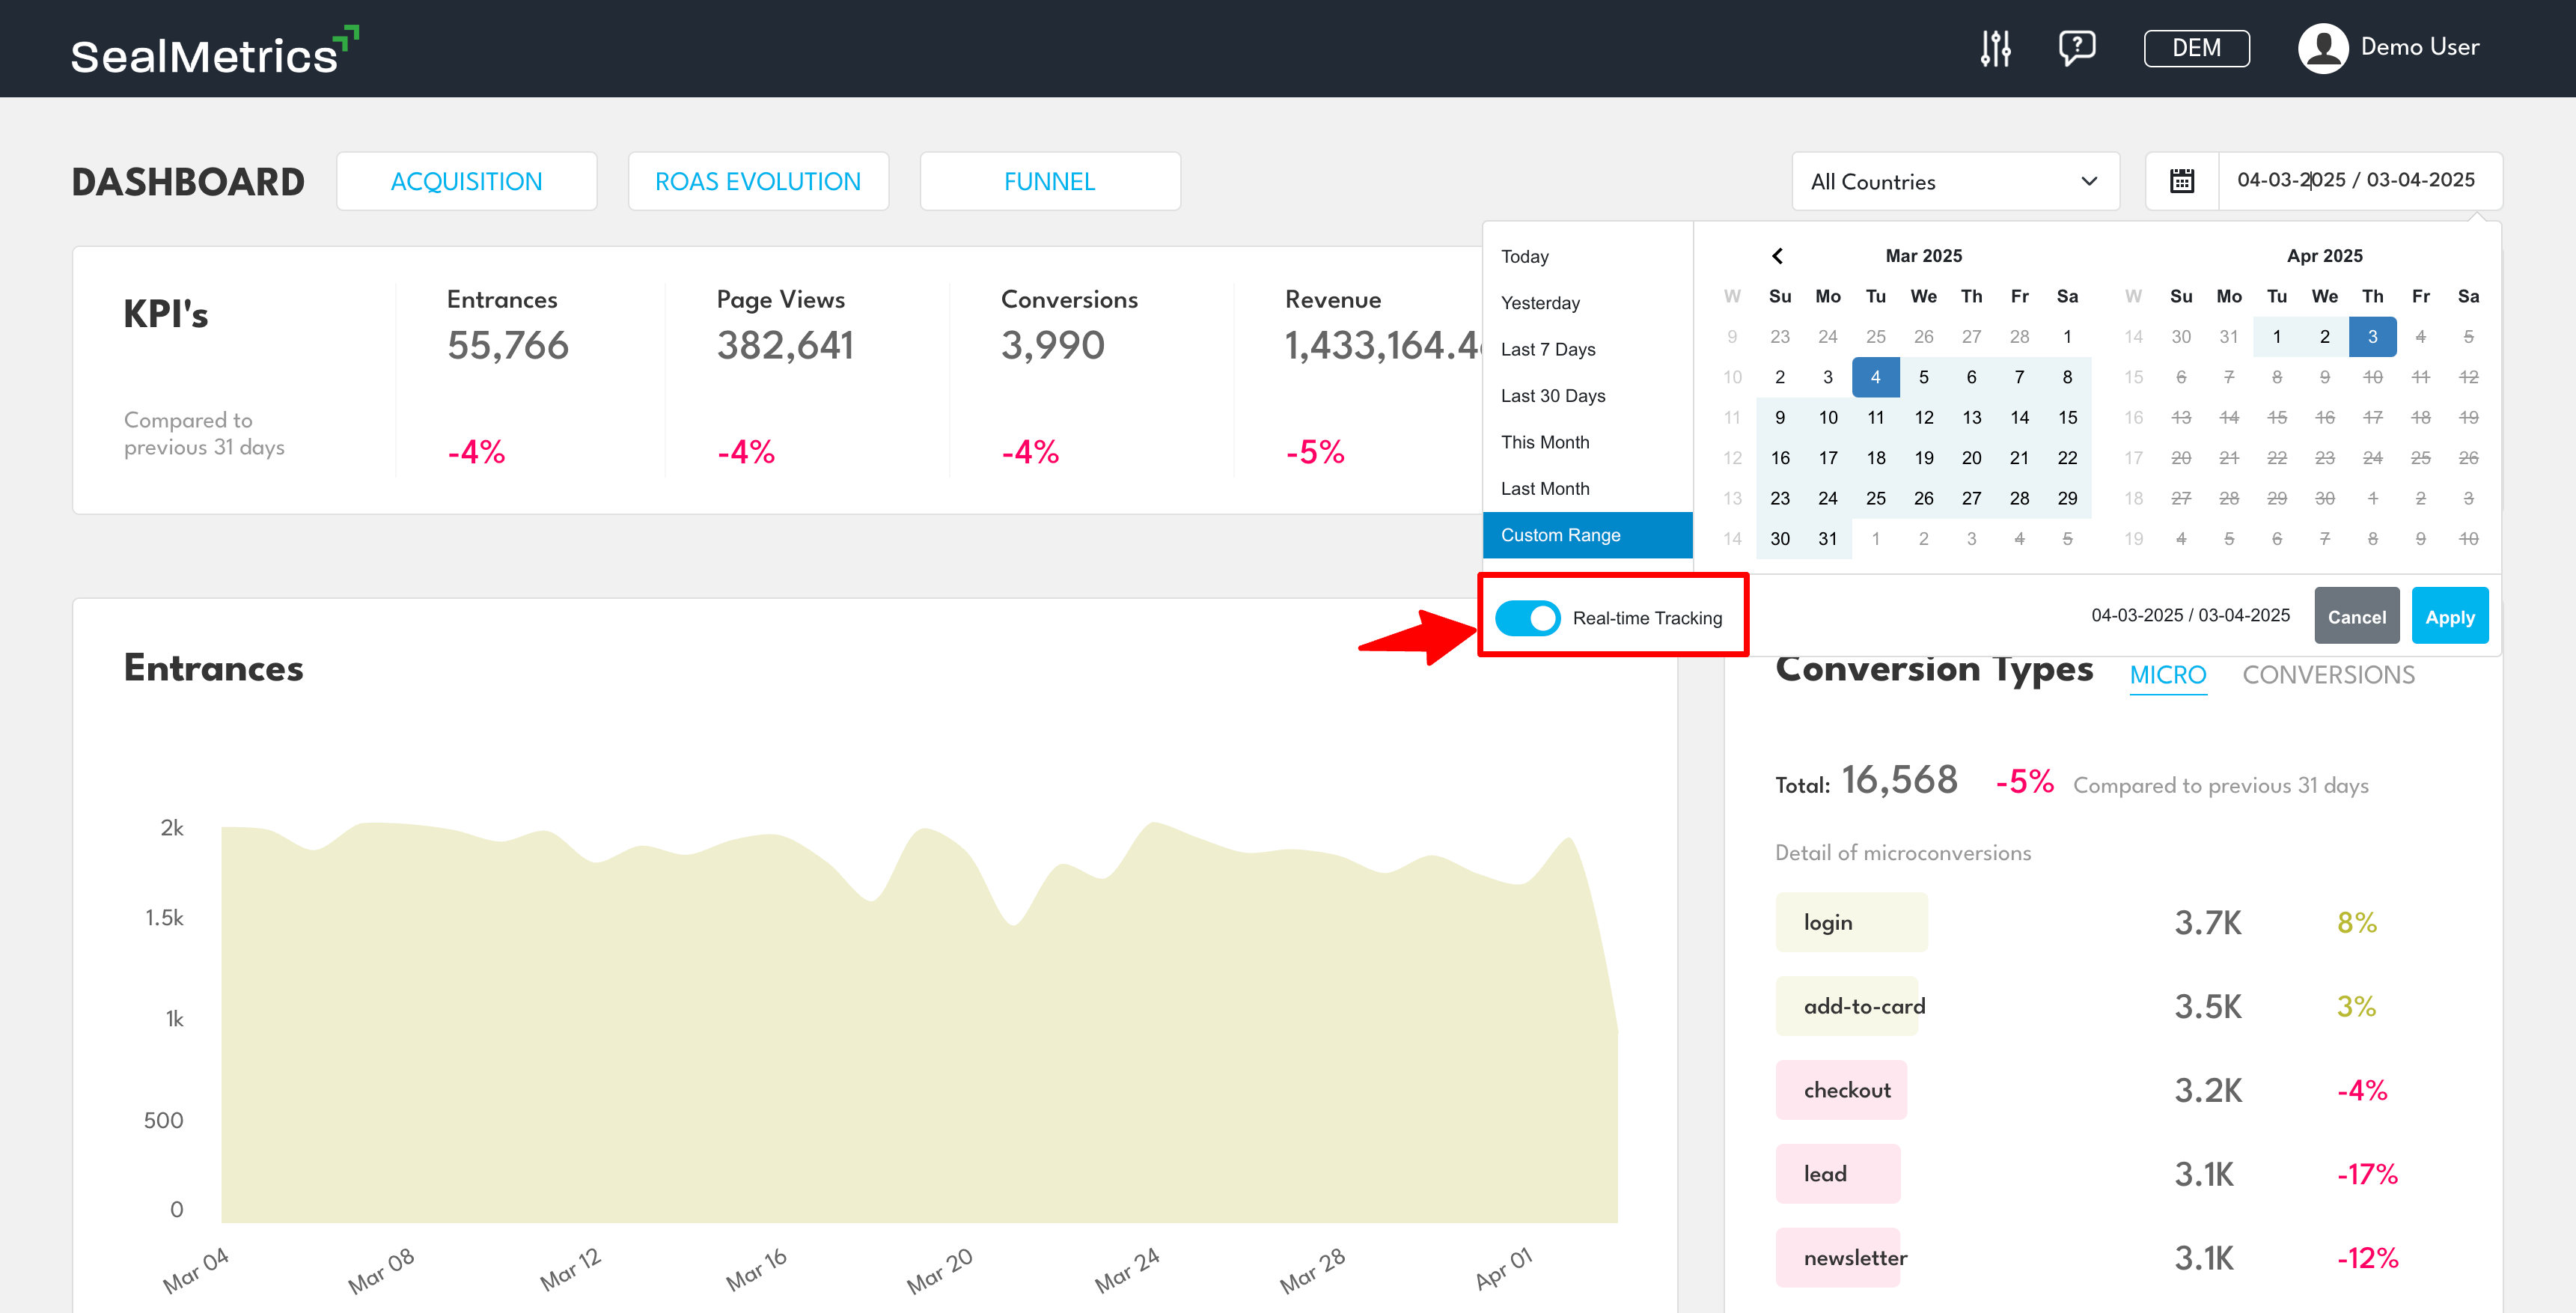 SealMetrics
DEM
Demo User
DASHBOARD
ACQUISITION
ROAS EVOLUTION
FUNNEL
All Countries
04-03-2025 / 03-04-2025
KPI's
Compared to
previous 31 days
Entrances
55,766
-4%
Page Views
382,641
-4%
Conversions
3,990
-4%
Revenue
1,433,164.4
-5%
Today
Yesterday
Last 7 Days
Last 30 Days
This Month
Last Month
Custom Range
Mar 2025
W Su Mo Tu We Th Fr Sa
9 23 24 25 26 27 28 1
10 2 3 4 5 6 7 8
11 9 10 11 12 13 14 15
12 16 17 18 19 20 21 22
13 23 24 25 26 27 28 29
14 30 31 1 2 3 4 5
Apr 2025
W Su Mo Tu We Th Fr Sa
14 30 31 1 2 3 4 5
15 6 7 8 9 10 11 12
16 13 14 15 16 17 18 19
17 20 21 22 23 24 25 26
18 27 28 29 30 1 2 3
19 4 5 6 7 8 9 10
Real-time Tracking
04-03-2025 / 03-04-2025
Cancel
Apply
Entrances
2k
1.5k
1k
500
0
Mar 04
Mar 08
Mar 12
Mar 16
Mar 20
Mar 24
Mar 28
Apr 01
Conversion Types
MICRO
CONVERSIONS
Total: 16,568 -5% Compared to previous 31 days
Detail of microconversions
login 3.7K 8%
add-to-card 3.5K 3%
checkout 3.2K -4%
lead 3.1K -17%
newsletter 3.1K -12%